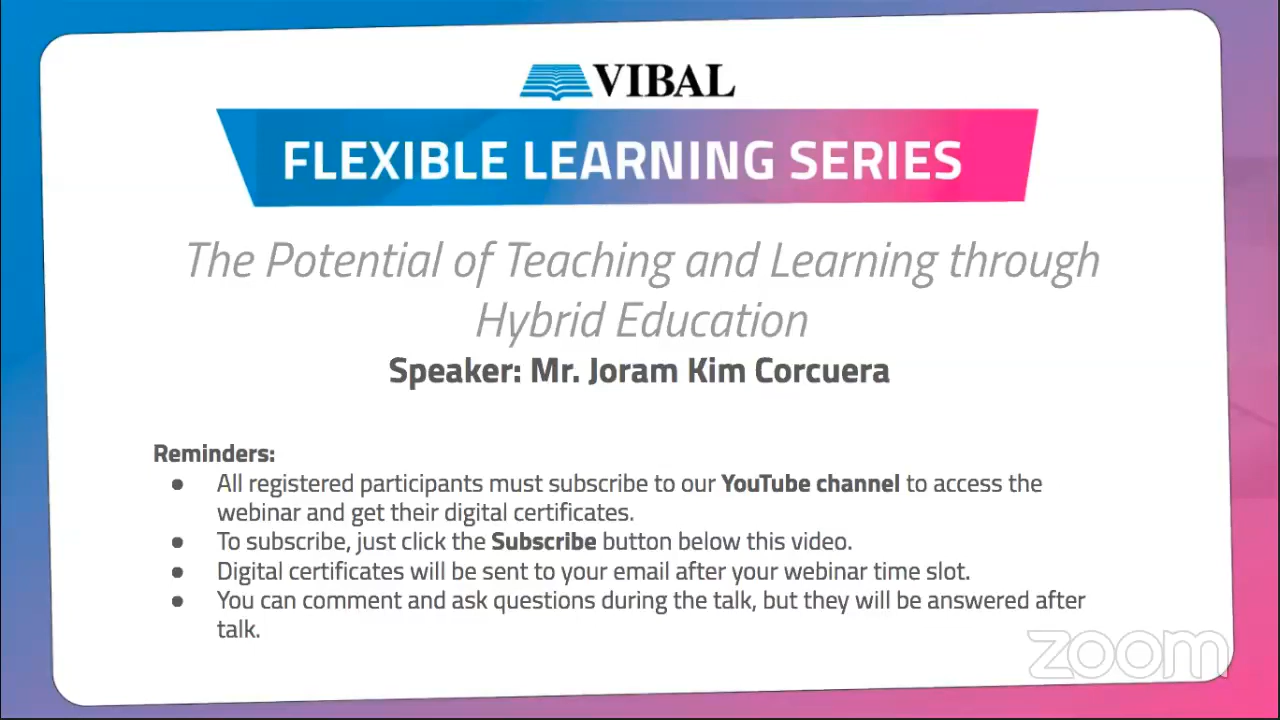 VIBAL
FLEXIBLE LEARNING SERIES
The Potential of Teaching and Learning through
Hybrid Education
Speaker: Mr. Joram Kim Corcuera
Reminders:
● All registered participants must subscribe to our YouTube channel to access the
webinar and get their digital certificates.
● To subscribe, just click the Subscribe button below this video.
● Digital certificates will be sent to your email after your webinar time slot.
● You can comment and ask questions during the talk, but they will be answered after
talk.
zoom